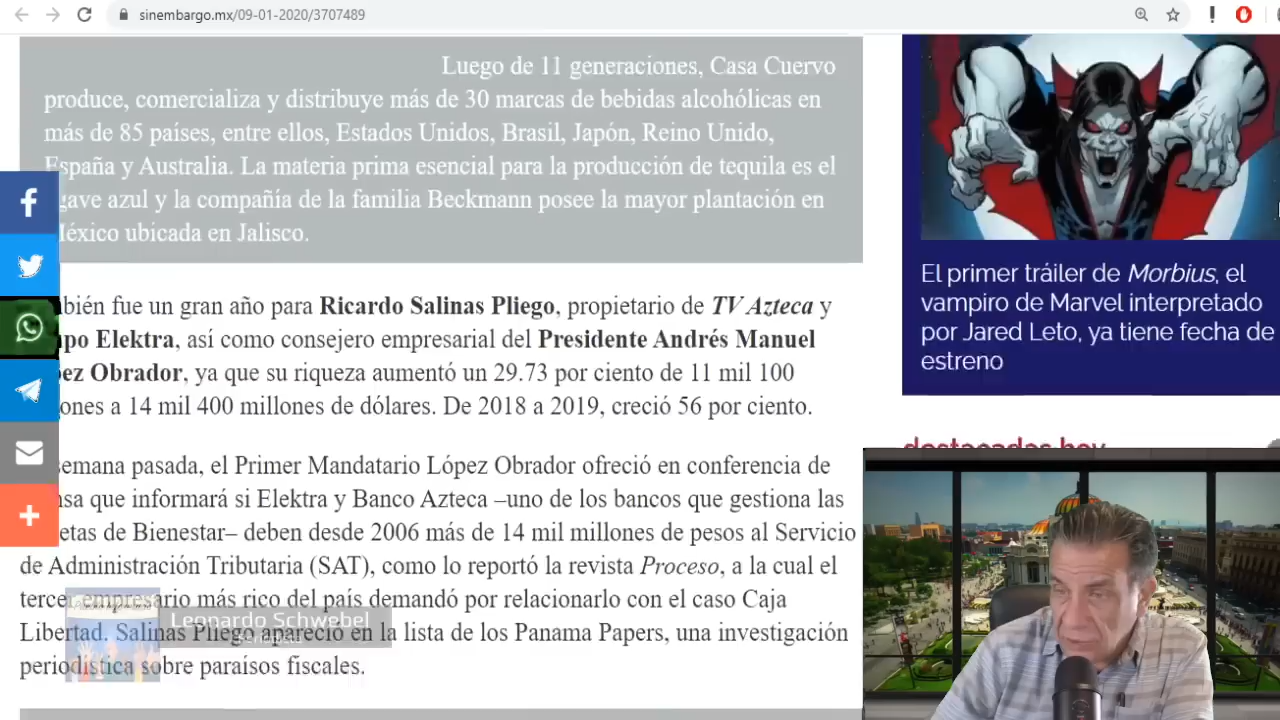 sinembargo.mx/09-01-2020/3707489
Luego de 11 generaciones, Casa Cuervo
produce, comercializa y distribuye más de 30 marcas de bebidas alcohólicas en
más de 85 países, entre ellos, Estados Unidos, Brasil, Japón, Reino Unido,
España y Australia. La materia prima esencial para la producción de tequila es el
gave azul y la compañía de la familia Beckmann posee la mayor plantación en
México ubicada en Jalisco.
bién fue un gran año para Ricardo Salinas Pliego, propietario de TV Azteca y
po Elektra, así como consejero empresarial del Presidente Andrés Manuel
ez Obrador, ya que su riqueza aumentó un 29.73 por ciento de 11 mil 100
ones a 14 mil 400 millones de dólares. De 2018 a 2019, creció 56 por ciento.
semana pasada, el Primer Mandatario López Obrador ofreció en conferencia de
nsa que informará si Elektra y Banco Azteca –uno de los bancos que gestiona las
etas de Bienestar– deben desde 2006 más de 14 mil millones de pesos al Servicio
de Administración Tributaria (SAT), como lo reportó la revista Proceso, a la cual el
tercer empresario más rico del país demandó por relacionarlo con el caso Caja
Libertad. Salinas Pliego apareció en la lista de los Panama Papers, una investigación
periodística sobre paraísos fiscales.
Leonardo Schwebel
El primer tráiler de Morbius, el
vampiro de Marvel interpretado
por Jared Leto, ya tiene fecha de
estreno
destacadas hoy